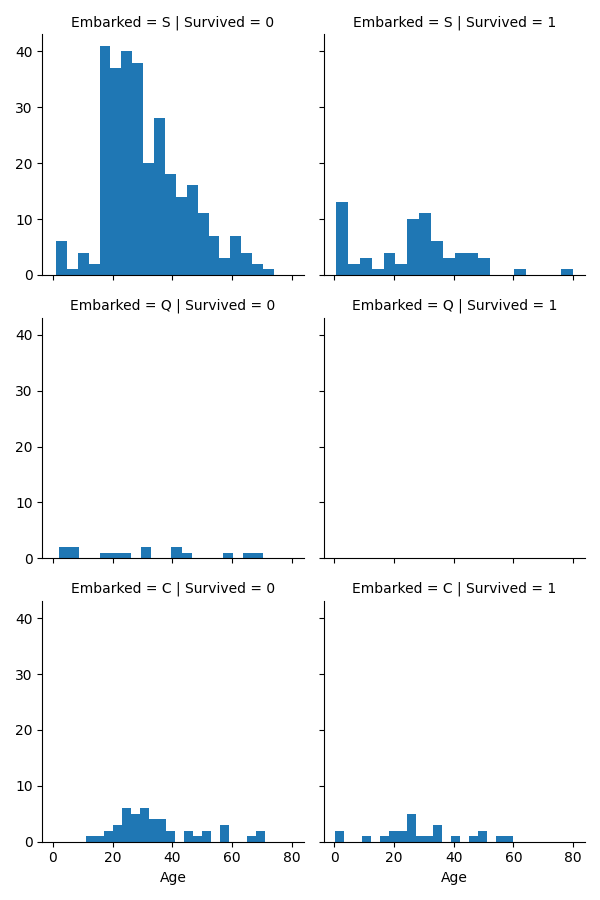 Embarked = S | Survived = 0
Embarked = S | Survived = 1
40
30
20
10
0
Embarked = Q | Survived = 0
Embarked = Q | Survived = 1
40
30
20
10
0
Embarked = C | Survived = 0
Embarked = C | Survived = 1
40
30
20
10
0
0 20 40 60 80
0 20 40 60 80
Age
Age